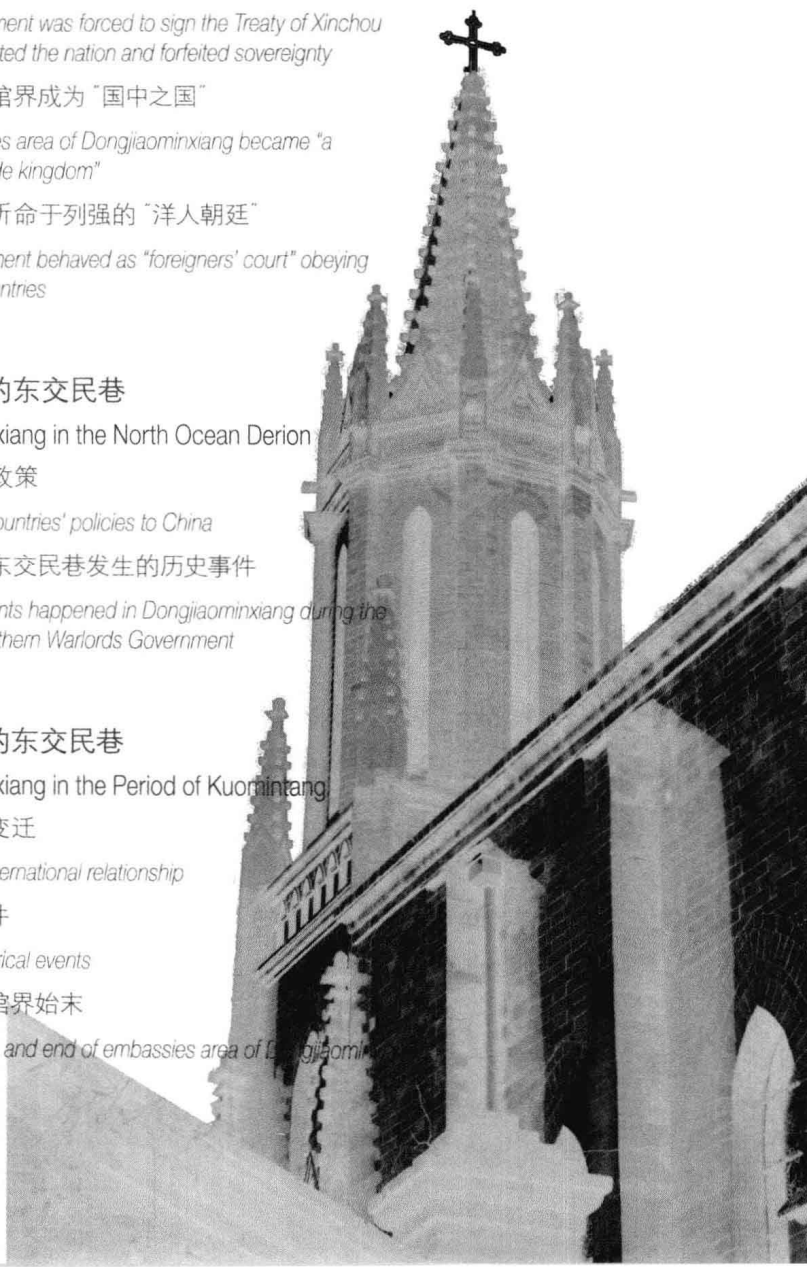 ment was forced to sign the Treaty of Xinchou
ted the nation and forfeited sovereignty
馆界成为“国中之国”
es area of Dongjiaominxiang became “a
le kingdom”
听命于列强的“洋人朝廷”
ment behaved as “foreigners’ court” obeying
ntries
的东交民巷
xiang in the North Ocean Derion
政策
ountries’ policies to China
东交民巷发生的历史事件
nts happened in Dongjiaominxiang during the
thern Warlords Government
的东交民巷
xiang in the Period of Kuomintang
变迁
ernational relationship
件
rical events
馆界始末
and end of embassies area of